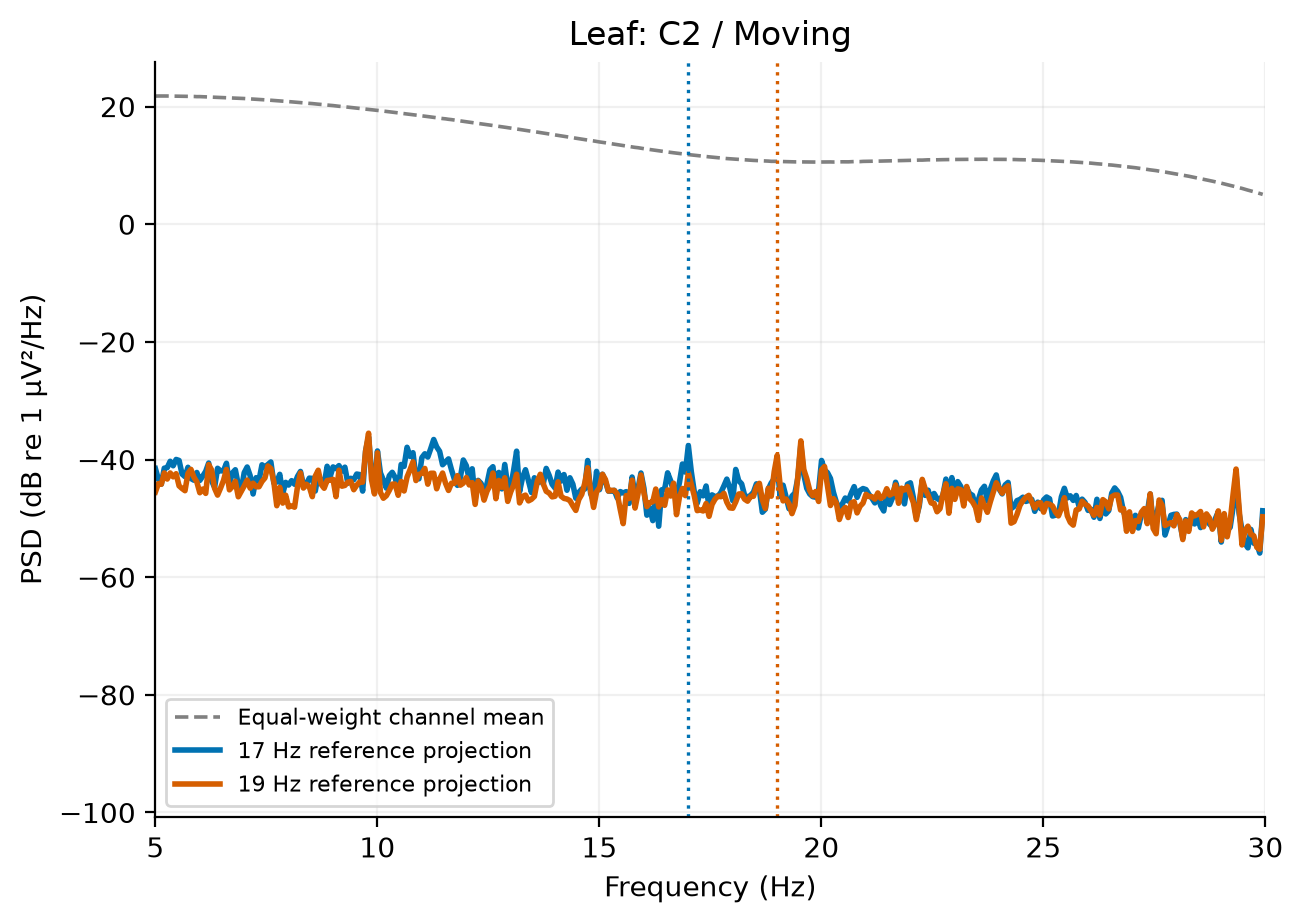 Leaf: C2 / Moving
PSD (dB re 1 µV²/Hz)
20
0
−20
−40
−60
−80
−100
Equal-weight channel mean
17 Hz reference projection
19 Hz reference projection
5 10 15 20 25 30
Frequency (Hz)